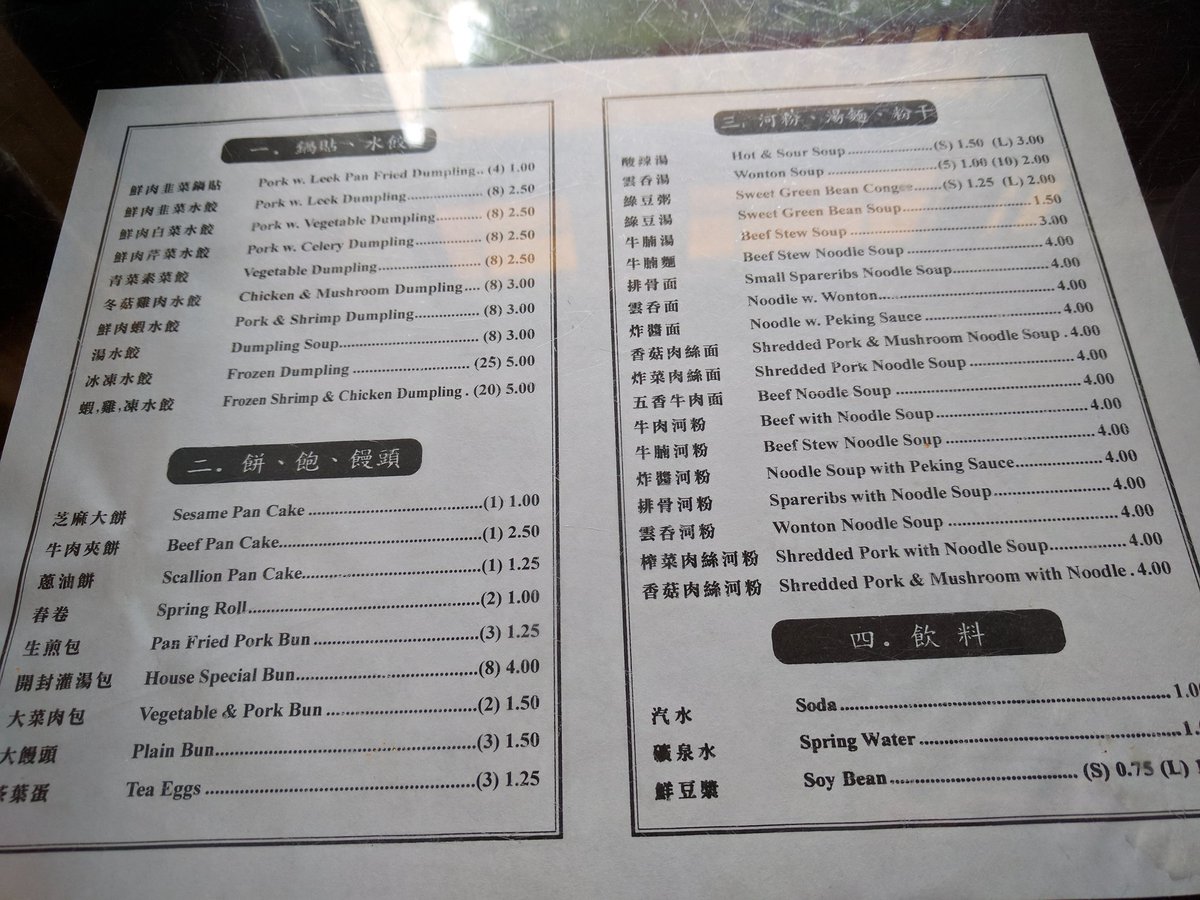 一．鍋貼、水餃
鮮肉韭菜鍋貼 Pork w. Leek Pan Fried Dumpling.. (4) 1.00
鮮肉韭菜水餃 Pork w. Leek Dumpling (8) 2.50
鮮肉白菜水餃 Pork w. Vegetable Dumpling (8) 2.50
鮮肉芹菜水餃 Pork w. Celery Dumpling (8) 2.50
青菜素菜餃 Vegetable Dumpling (8) 2.50
冬菇雞肉水餃 Chicken & Mushroom Dumpling (8) 3.00
鮮肉蝦水餃 Pork & Shrimp Dumpling (8) 3.00
湯水餃 Dumpling Soup (8) 3.00
冰凍水餃 Frozen Dumpling (25) 5.00
蝦,雞,凍水餃 Frozen Shrimp & Chicken Dumpling . (20) 5.00
二．餅、飽、饅頭
芝麻大餅 Sesame Pan Cake (1) 1.00
牛肉夾餅 Beef Pan Cake (1) 2.50
蔥油餅 Scallion Pan Cake (1) 1.25
春卷 Spring Roll (2) 1.00
生煎包 Pan Fried Pork Bun (3) 1.25
開封灌湯包 House Special Bun (8) 4.00
大菜肉包 Vegetable & Pork Bun (2) 1.50
大饅頭 Plain Bun (3) 1.50
茶葉蛋 Tea Eggs (3) 1.25
三．河粉、湯麵、粉干
酸辣湯 Hot & Sour Soup (S) 1.50 (L) 3.00
雲呑湯 Wonton Soup (5) 1.00 (10) 2.00
綠豆粥 Sweet Green Bean Congee (S) 1.25 (L) 2.00
綠豆湯 Sweet Green Bean Soup 1.50
牛腩湯 Beef Stew Soup 3.00
牛腩麵 Beef Stew Noodle Soup 4.00
排骨面 Small Spareribs Noodle Soup 4.00
雲呑面 Noodle w. Wonton 4.00
炸醬面 Noodle w. Peking Sauce 4.00
香菇肉絲面 Shredded Pork & Mushroom Noodle Soup . 4.00
炸菜肉絲面 Shredded Pork Noodle Soup 4.00
五香牛肉面 Beef Noodle Soup 4.00
牛肉河粉 Beef with Noodle Soup 4.00
牛腩河粉 Beef Stew Noodle Soup 4.00
炸醬河粉 Noodle Soup with Peking Sauce 4.00
排骨河粉 Spareribs with Noodle Soup 4.00
雲呑河粉 Wonton Noodle Soup 4.00
榨菜肉絲河粉 Shredded Pork with Noodle Soup 4.00
香菇肉絲河粉 Shredded Pork & Mushroom with Noodle . 4.00
四．飲料
汽水 Soda
礦泉水 Spring Water
鮮豆漿 Soy Bean (S) 0.75 (L)